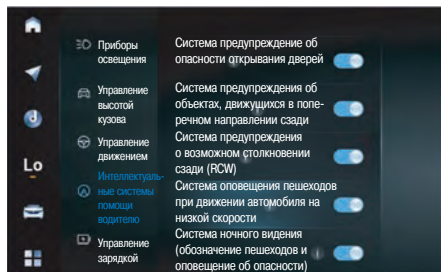 Приборы
освещения
Управление
высотой
кузова
Управление
движением
Интеллектуаль-
ные системы
помощи
водителю
Управление
зарядкой
Lo
Система предупреждение об
опасности открывания дверей
Система предупреждения об
объектах, движущихся в попе-
речном направлении сзади
Система предупреждения
о возможном столкновении
сзади (RCW)
Система оповещения пешеходов
при движении автомобиля на
низкой скорости
Система ночного видения
(обозначение пешеходов и
оповещение об опасности)